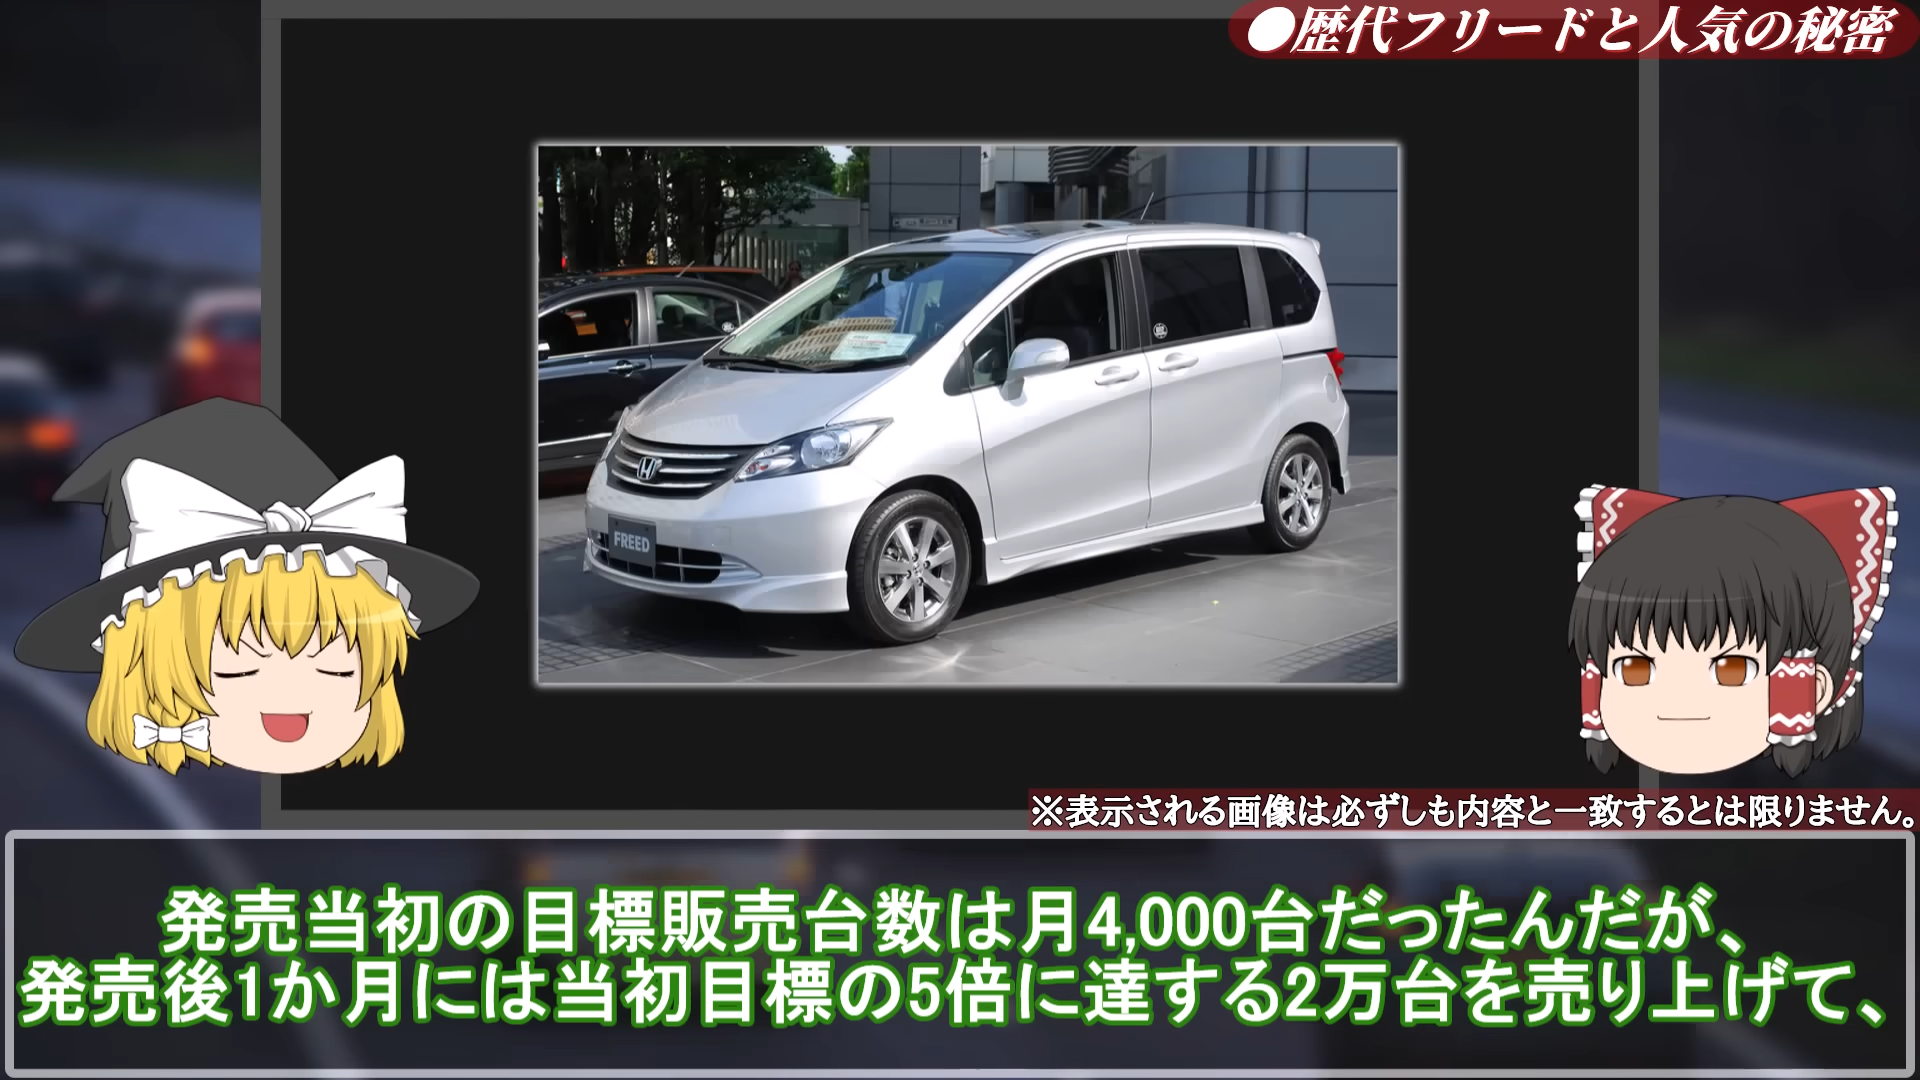 ●歴代フリードと人気の秘密
FREED
※表示される画像は必ずしも内容と一致するとは限りません。
発売当初の目標販売台数は月4,000台だったんだが、
発売後1か月には当初目標の5倍に達する2万台を売り上げて、